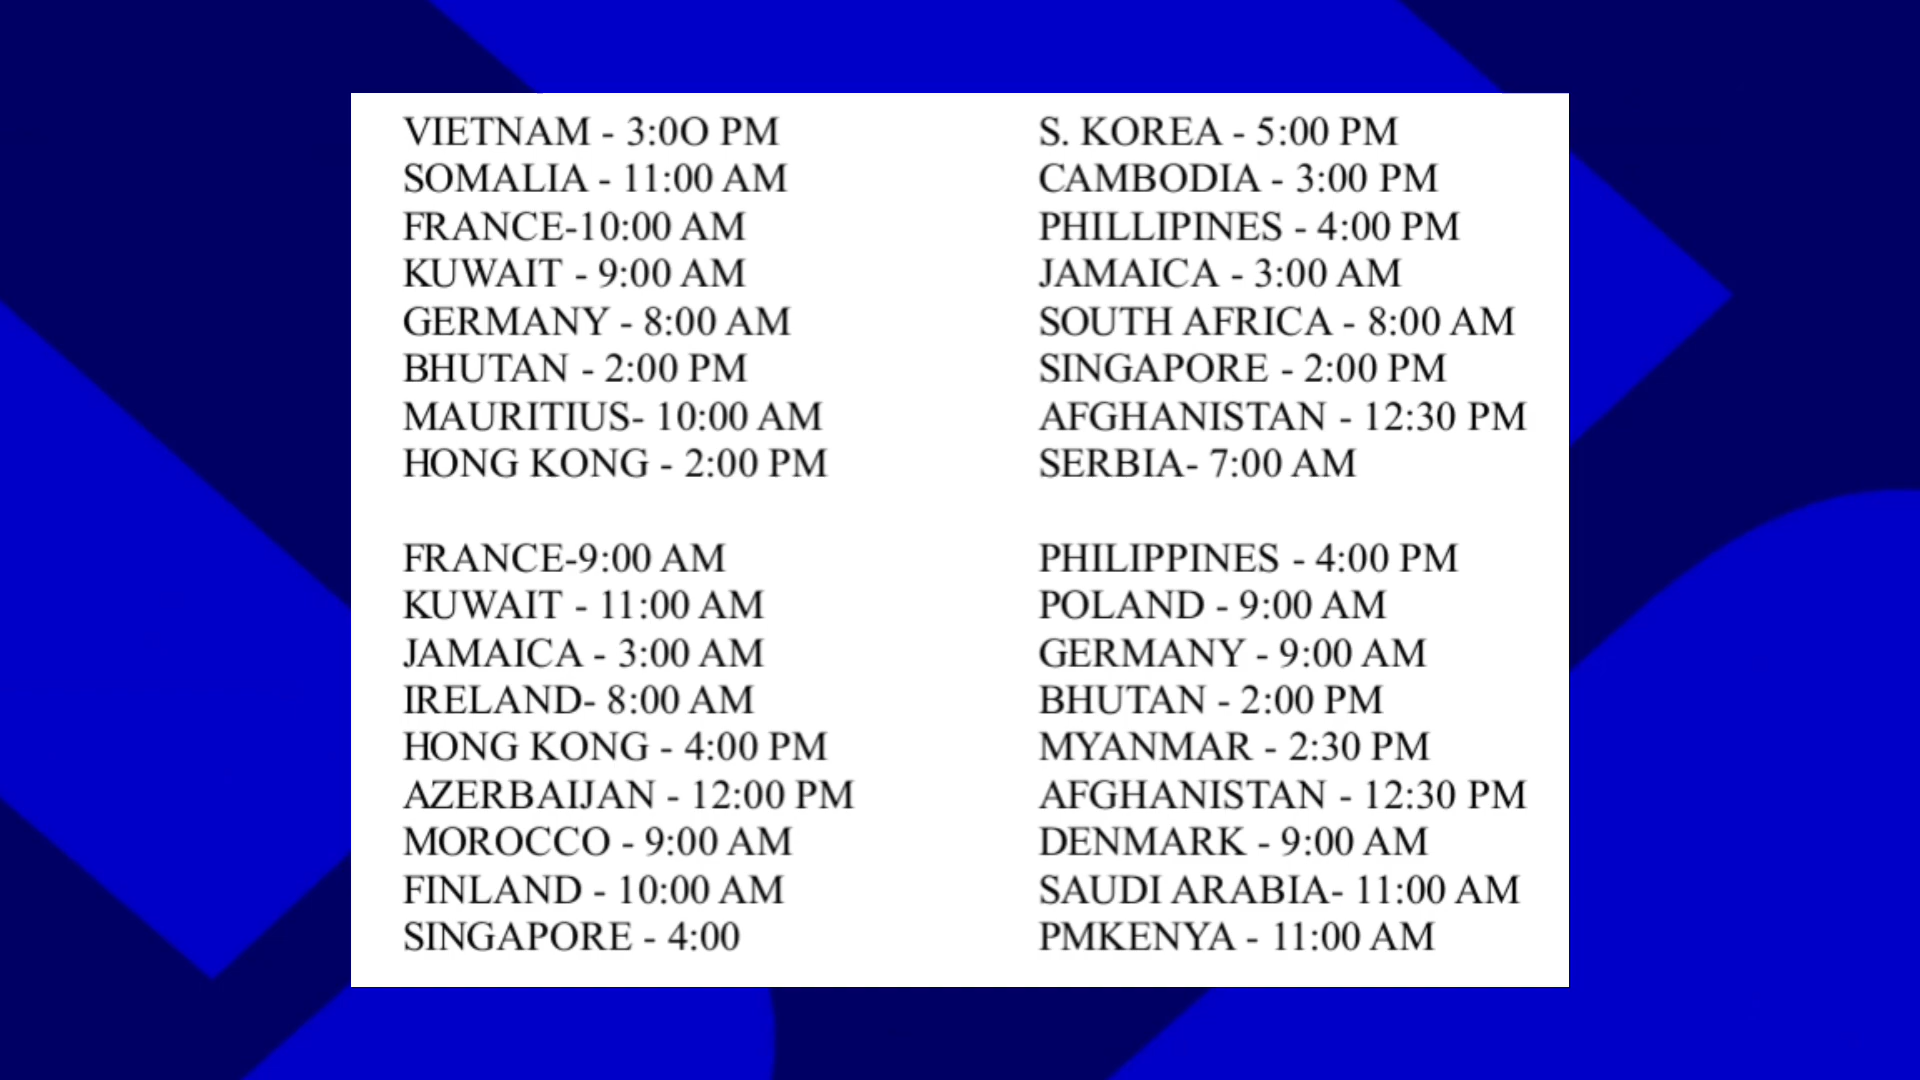 VIETNAM - 3:0O PM
SOMALIA - 11:00 AM
FRANCE-10:00 AM
KUWAIT - 9:00 AM
GERMANY - 8:00 AM
BHUTAN - 2:00 PM
MAURITIUS- 10:00 AM
HONG KONG - 2:00 PM
FRANCE-9:00 AM
KUWAIT - 11:00 AM
JAMAICA - 3:00 AM
IRELAND- 8:00 AM
HONG KONG - 4:00 PM
AZERBAIJAN - 12:00 PM
MOROCCO - 9:00 AM
FINLAND - 10:00 AM
SINGAPORE - 4:00
S. KOREA - 5:00 PM
CAMBODIA - 3:00 PM
PHILLIPINES - 4:00 PM
JAMAICA - 3:00 AM
SOUTH AFRICA - 8:00 AM
SINGAPORE - 2:00 PM
AFGHANISTAN - 12:30 PM
SERBIA- 7:00 AM
PHILIPPINES - 4:00 PM
POLAND - 9:00 AM
GERMANY - 9:00 AM
BHUTAN - 2:00 PM
MYANMAR - 2:30 PM
AFGHANISTAN - 12:30 PM
DENMARK - 9:00 AM
SAUDI ARABIA- 11:00 AM
PMKENYA - 11:00 AM